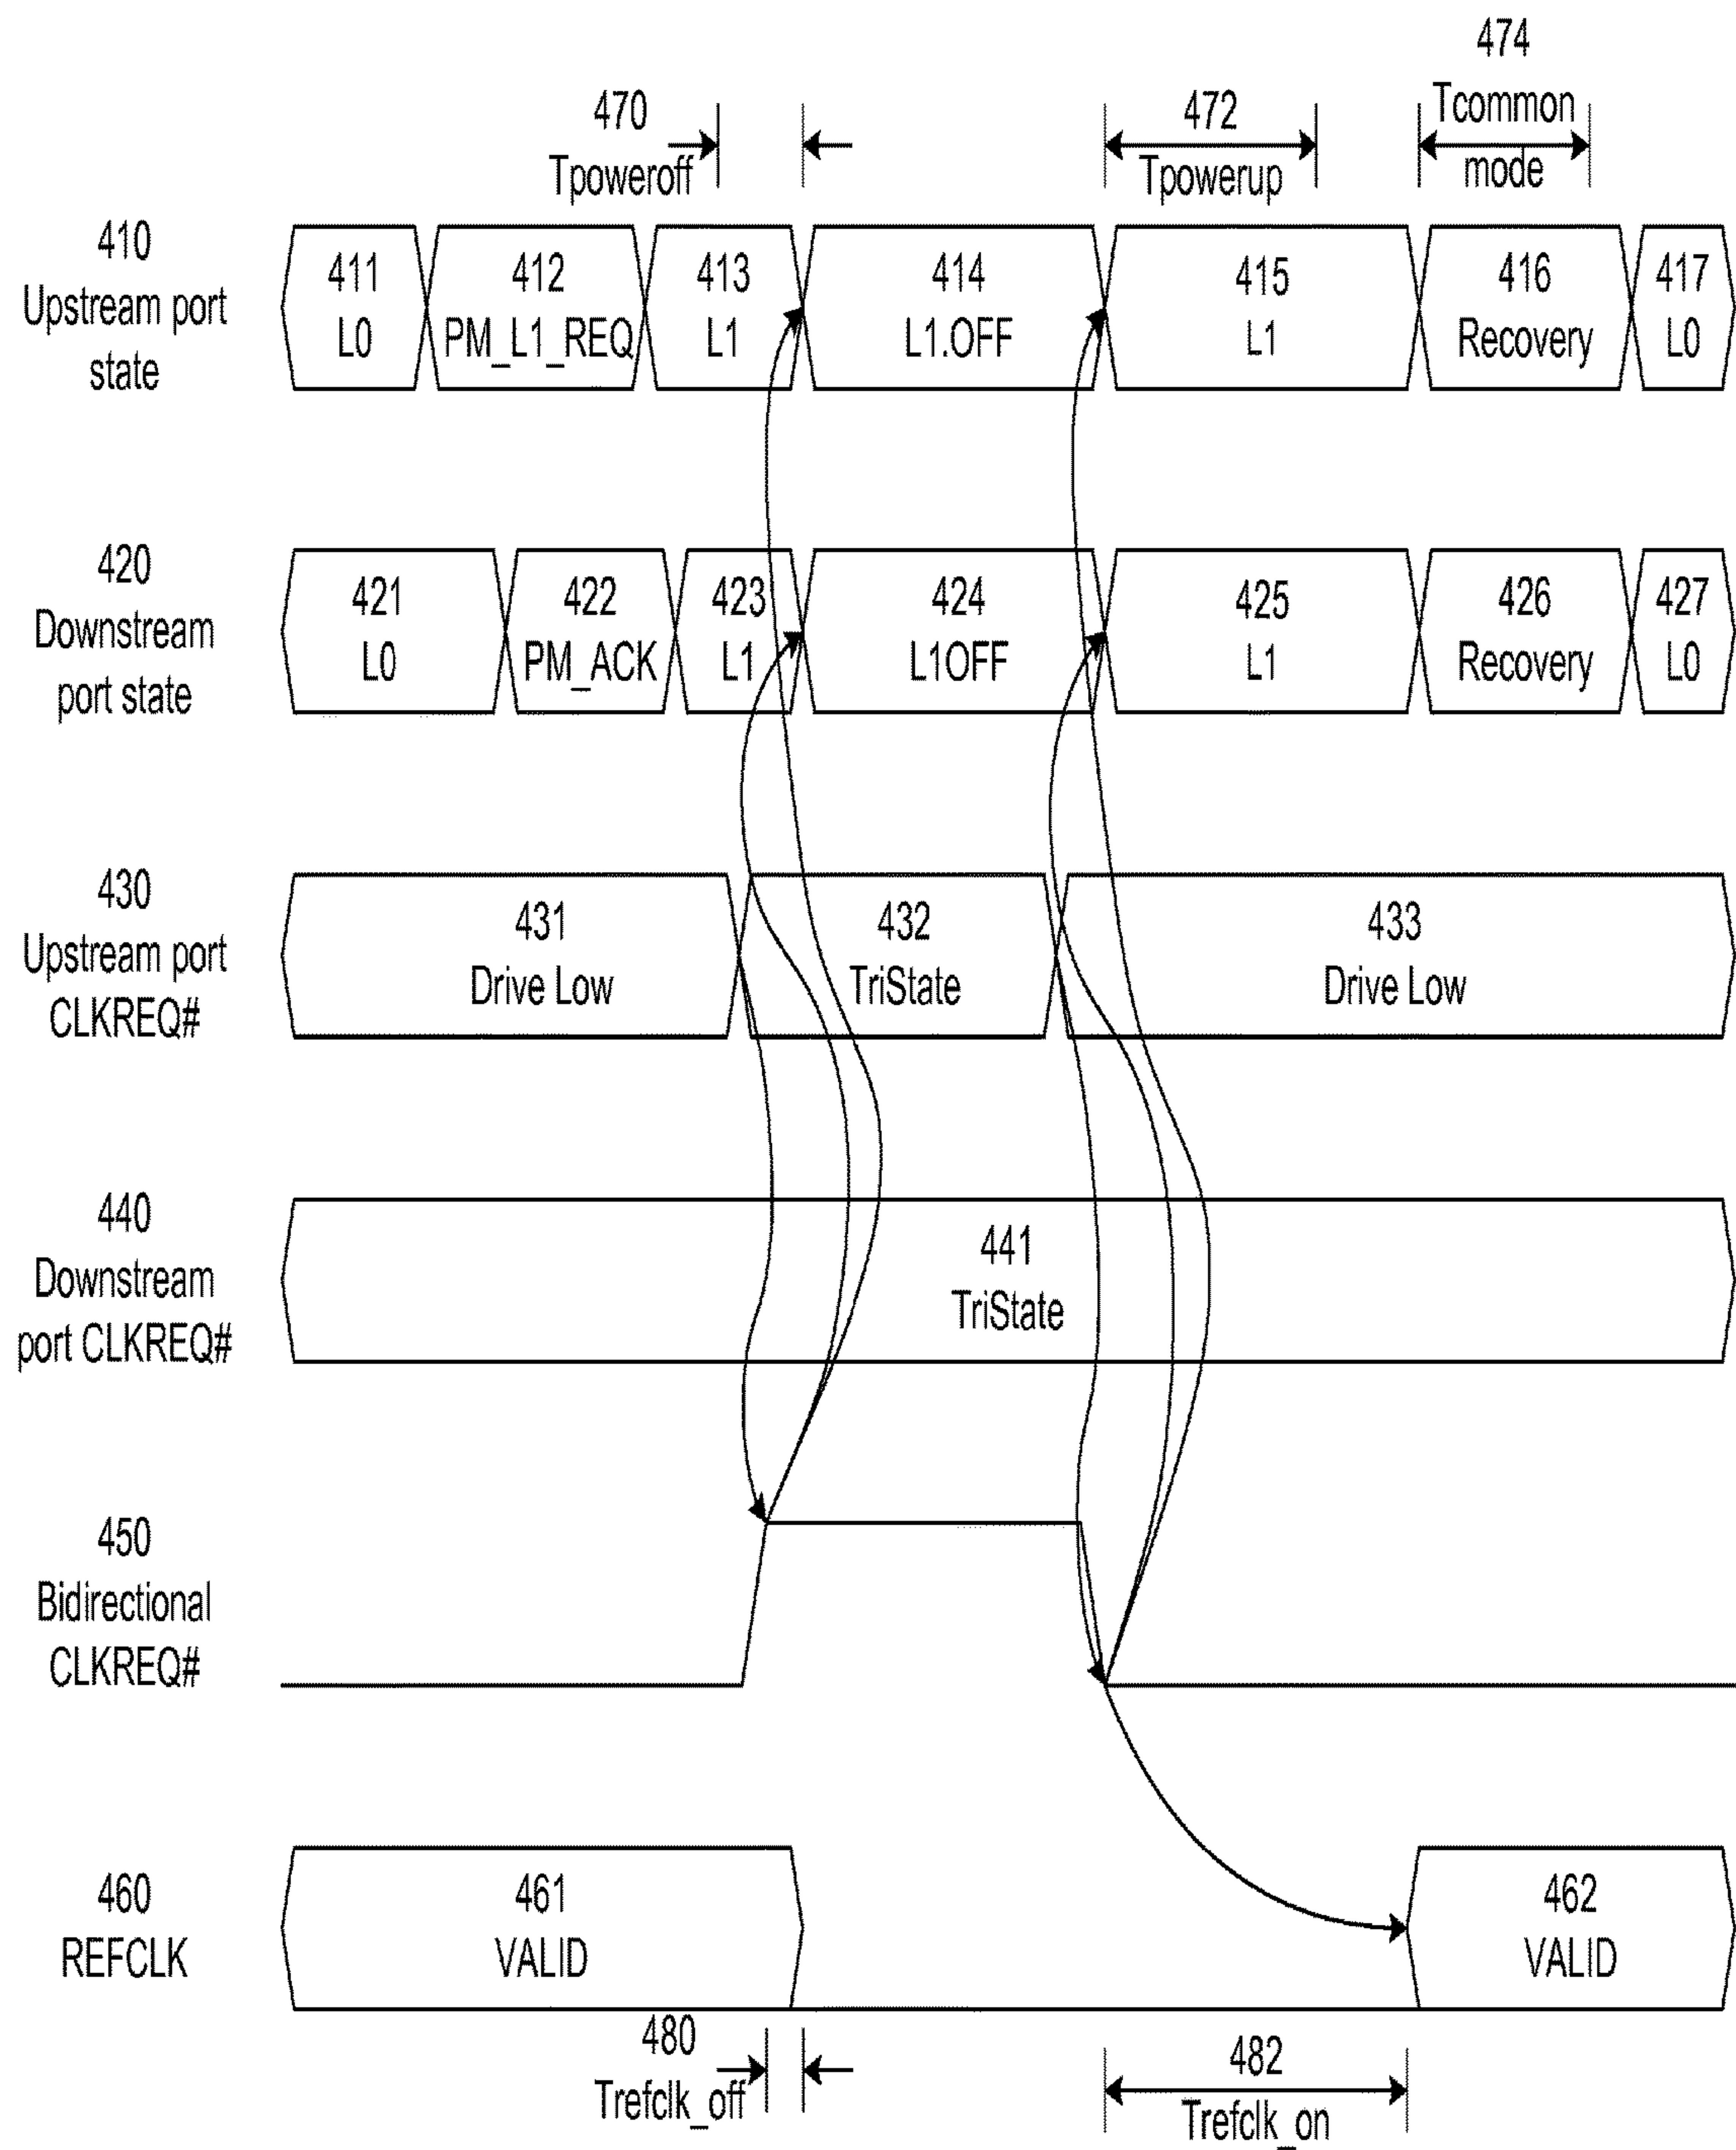 474
Tcommon
mode
470
Tpoweroff
472
Tpowerup
410
Upstream port
state
411
L0
412
PM_L1_REQ
413
L1
414
L1.OFF
415
L1
416
Recovery
417
L0
420
Downstream
port state
421
L0
422
PM_ACK
423
L1
424
L1OFF
425
L1
426
Recovery
427
L0
430
Upstream port
CLKREQ#
431
Drive Low
432
TriState
433
Drive Low
440
Downstream
port CLKREQ#
441
TriState
450
Bidirectional
CLKREQ#
460
REFCLK
461
VALID
462
VALID
480
Trefclk_off
482
Trefclk_on